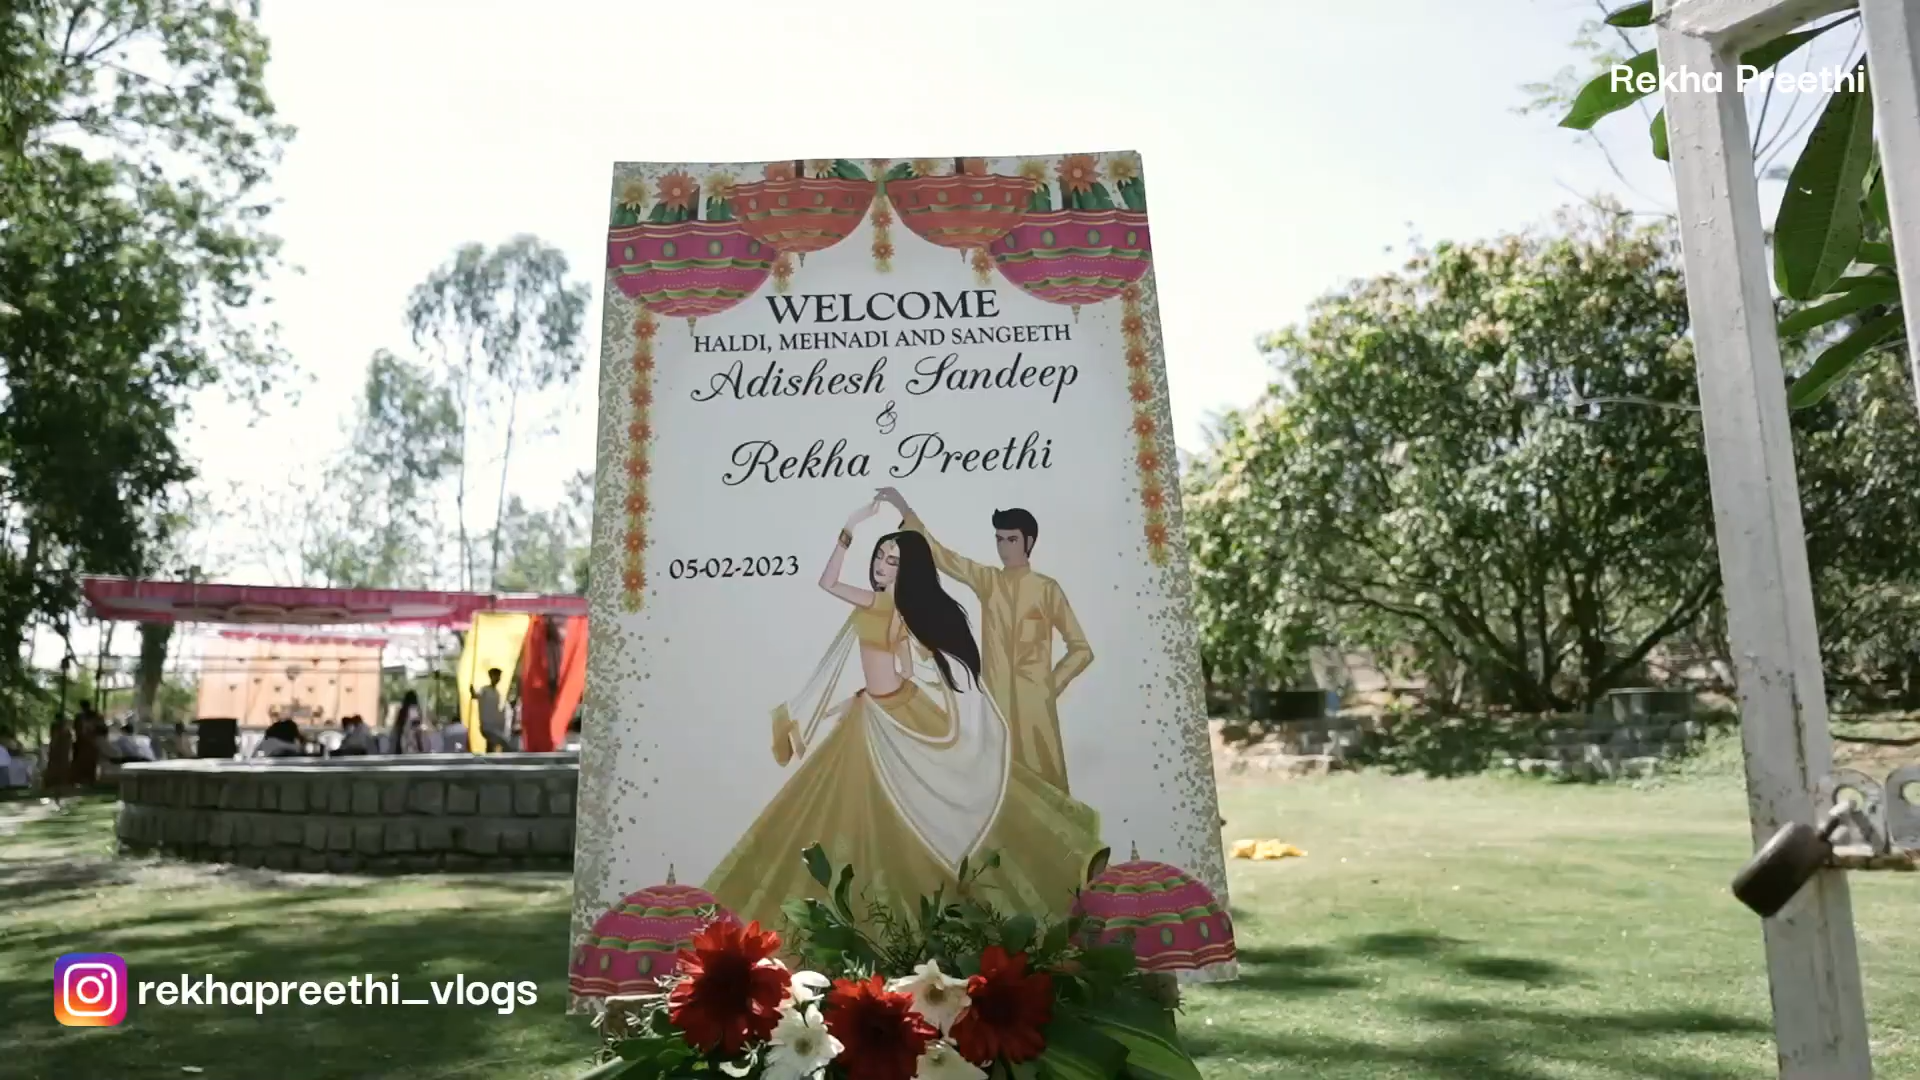 Rekha Preethi
WELCOME
HALDI, MEHNADI AND SANGEETH
Adishesh Sandeep
&
Rekha Preethi
05-02-2023
rekhapreethi_vlogs